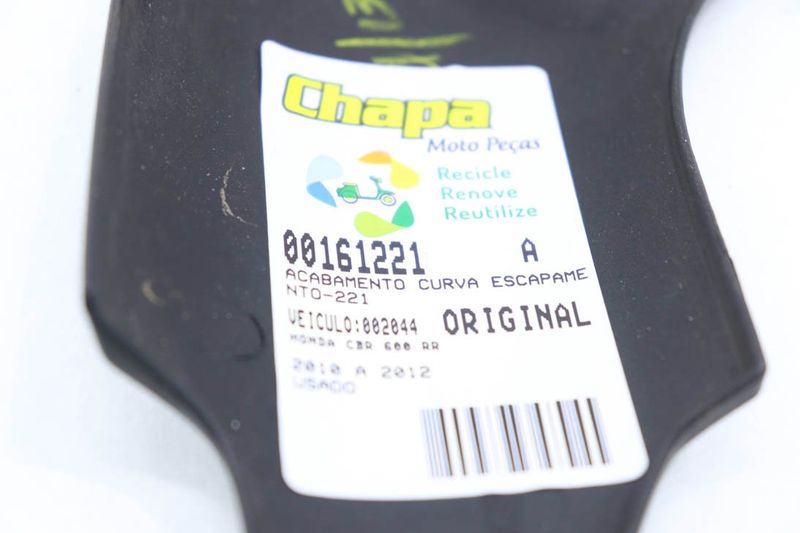 Chapa
Moto Peças
Recicle
Renove
Reutilize
00161221 A
ACABAMENTO CURVA ESCAPAME
NTO-221
VEICULO:002044 ORIGINAL
HONDA CBR 600 RR
2010 A 2012
USADO